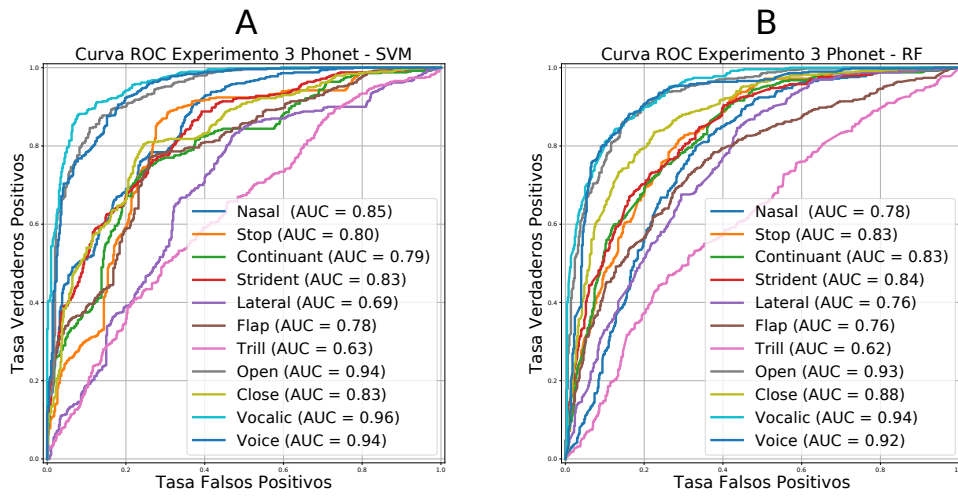 A
Curva ROC Experimento 3 Phonet - SVM
Tasa Verdaderos Positivos
1.0
0.8
0.6
0.4
0.2
0.0
Nasal (AUC = 0.85)
Stop (AUC = 0.80)
Continuant (AUC = 0.79)
Strident (AUC = 0.83)
Lateral (AUC = 0.69)
Flap (AUC = 0.78)
Trill (AUC = 0.63)
Open (AUC = 0.94)
Close (AUC = 0.83)
Vocalic (AUC = 0.96)
Voice (AUC = 0.94)
0.0 0.2 0.4 0.6 0.8 1.0
Tasa Falsos Positivos
B
Curva ROC Experimento 3 Phonet - RF
Tasa Verdaderos Positivos
1.0
0.8
0.6
0.4
0.2
0.0
Nasal (AUC = 0.78)
Stop (AUC = 0.83)
Continuant (AUC = 0.83)
Strident (AUC = 0.84)
Lateral (AUC = 0.76)
Flap (AUC = 0.76)
Trill (AUC = 0.62)
Open (AUC = 0.93)
Close (AUC = 0.88)
Vocalic (AUC = 0.94)
Voice (AUC = 0.92)
0.0 0.2 0.4 0.6 0.8
Tasa Falsos Positivos